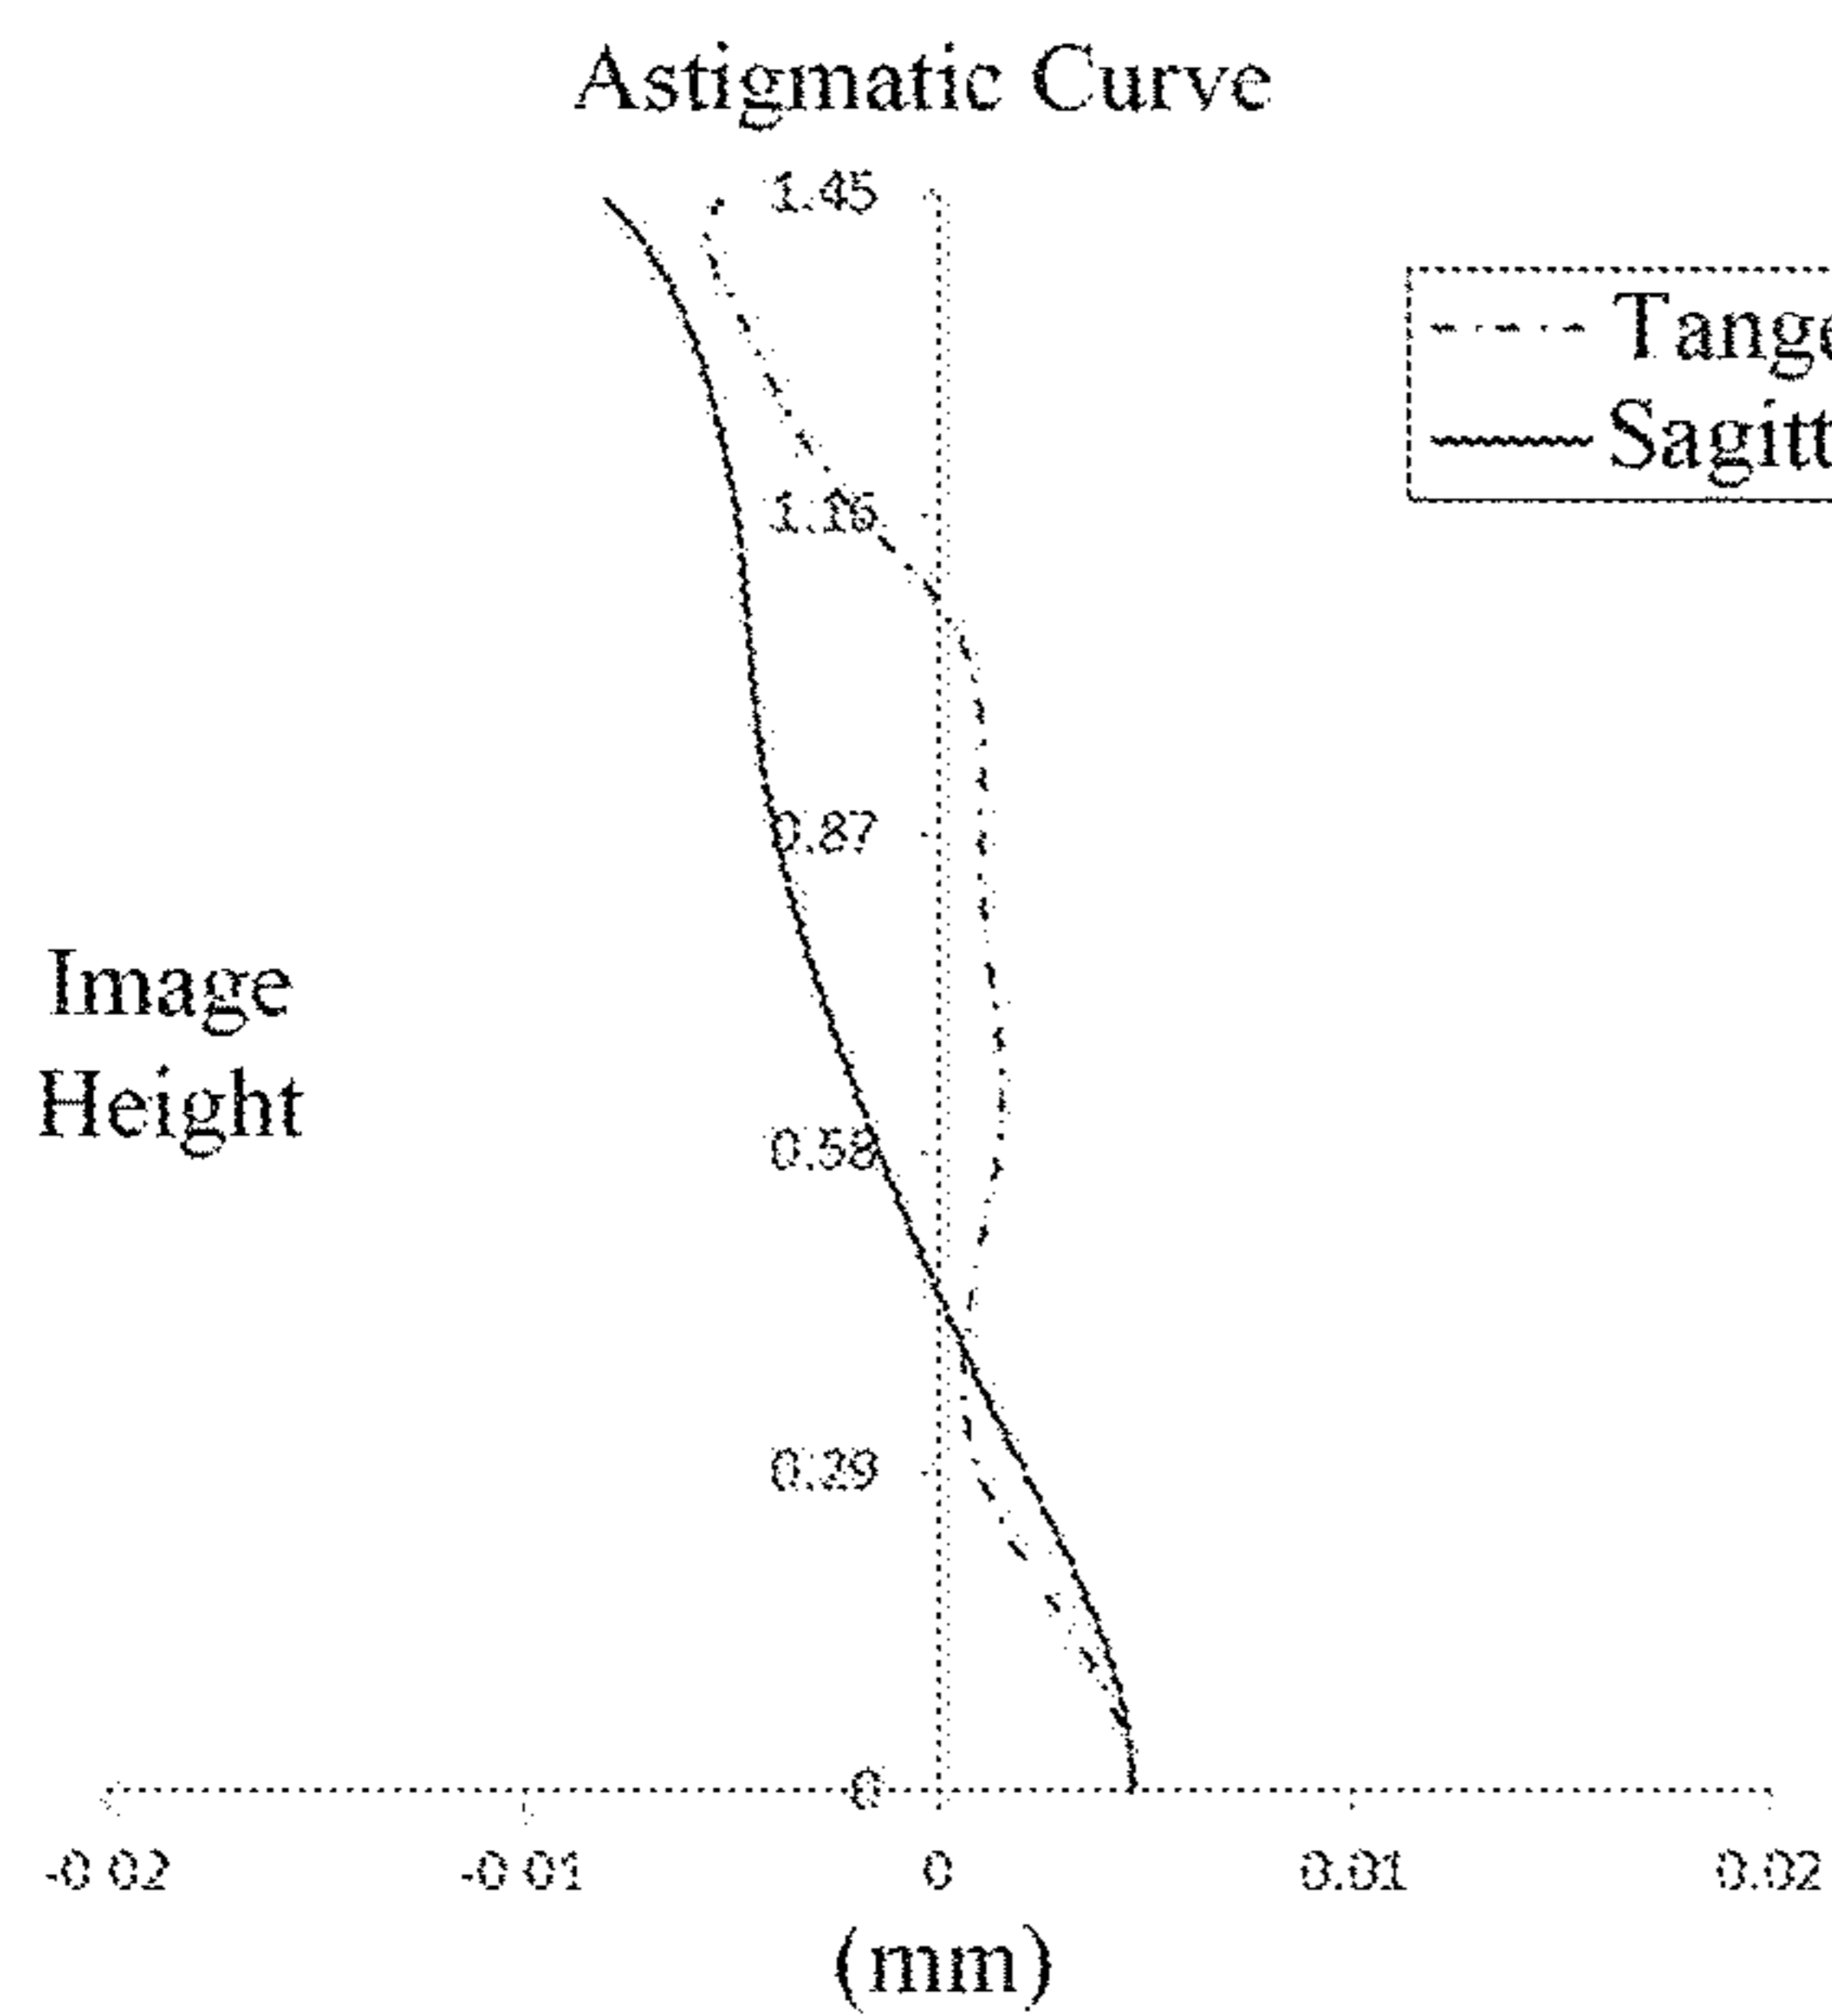 Astigmatic Curve
1.45
Tange
Sagitt
1.16
0.87
Image
Height
0.58
0.29
0
-0.02 -0.01 0 0.01 0.02
(mm)